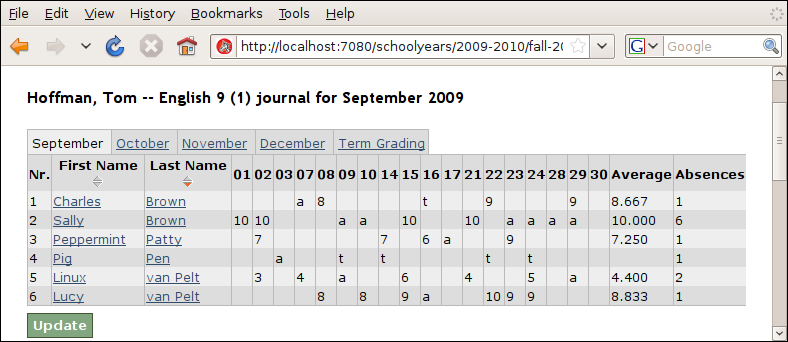 File Edit View History Bookmarks Tools Help
http://localhost:7080/schoolyears/2009-2010/fall-20 G Google
Hoffman, Tom -- English 9 (1) journal for September 2009
September October November December Term Grading
Nr. First Name Last Name 01 02 03 07 08 09 10 14 15 16 17 21 22 23 24 28 29 30 Average Absences
1 Charles Brown a 8 t 9 9 8.667 1
2 Sally Brown 10 10 a a 10 10 a a a a 10.000 6
3 Peppermint Patty 7 7 6 a 9 7.250 1
4 Pig Pen a t t t t 1
5 Linux van Pelt 3 4 a 6 4 5 a 4.400 2
6 Lucy van Pelt 8 8 9 a 10 9 9 8.833 1
Update